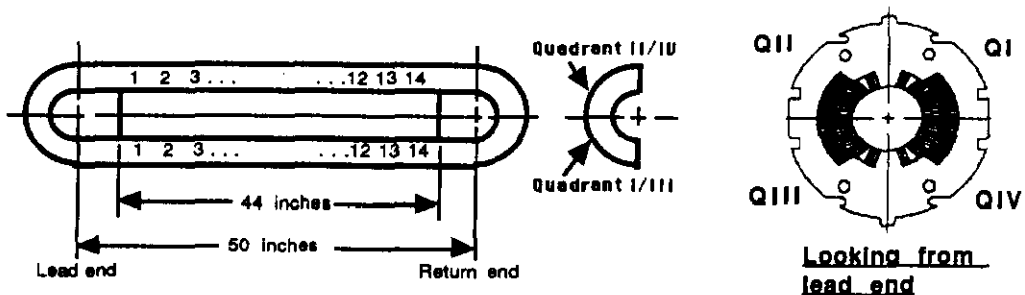 1 2 3... ...12 13 14
1 2 3... ...12 13 14
44 inches
50 inches
Lead end
Return end
Quadrant II/IV
Quadrant I/III
QII
QI
QIII
QIV
Looking from
lead end